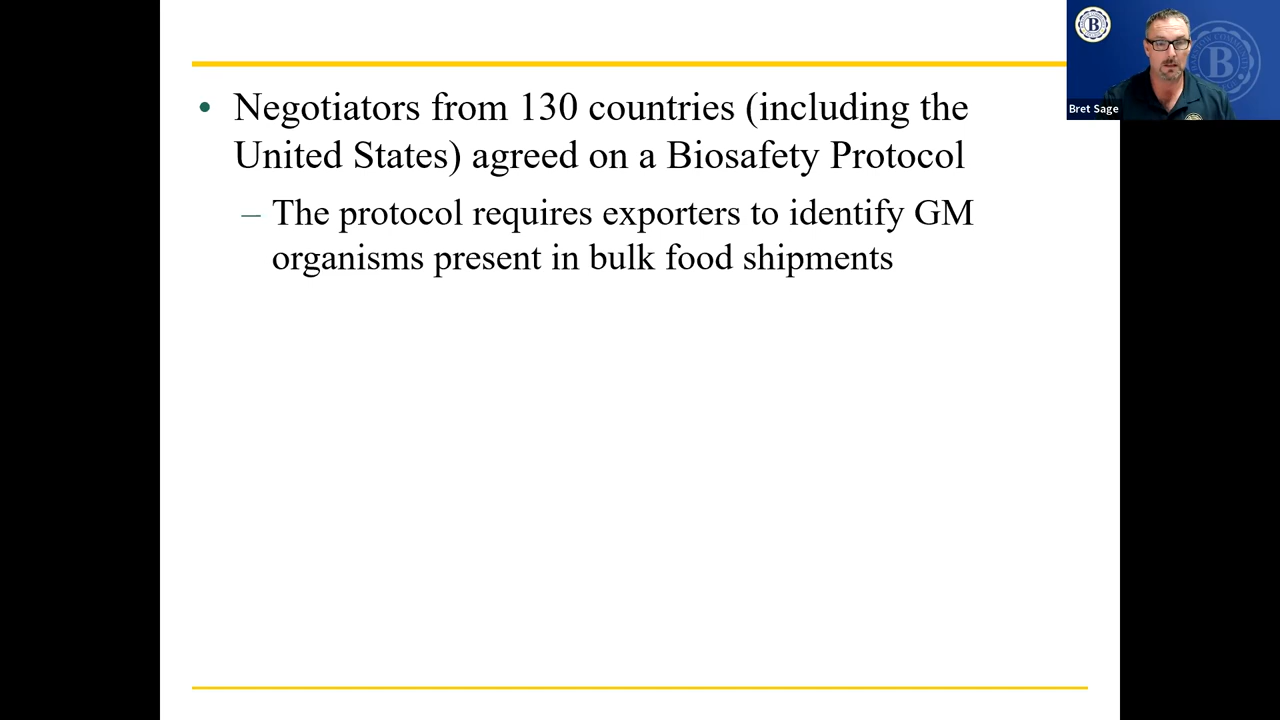 • Negotiators from 130 countries (including the
United States) agreed on a Biosafety Protocol
– The protocol requires exporters to identify GM
organisms present in bulk food shipments
B
B
Bret Sage